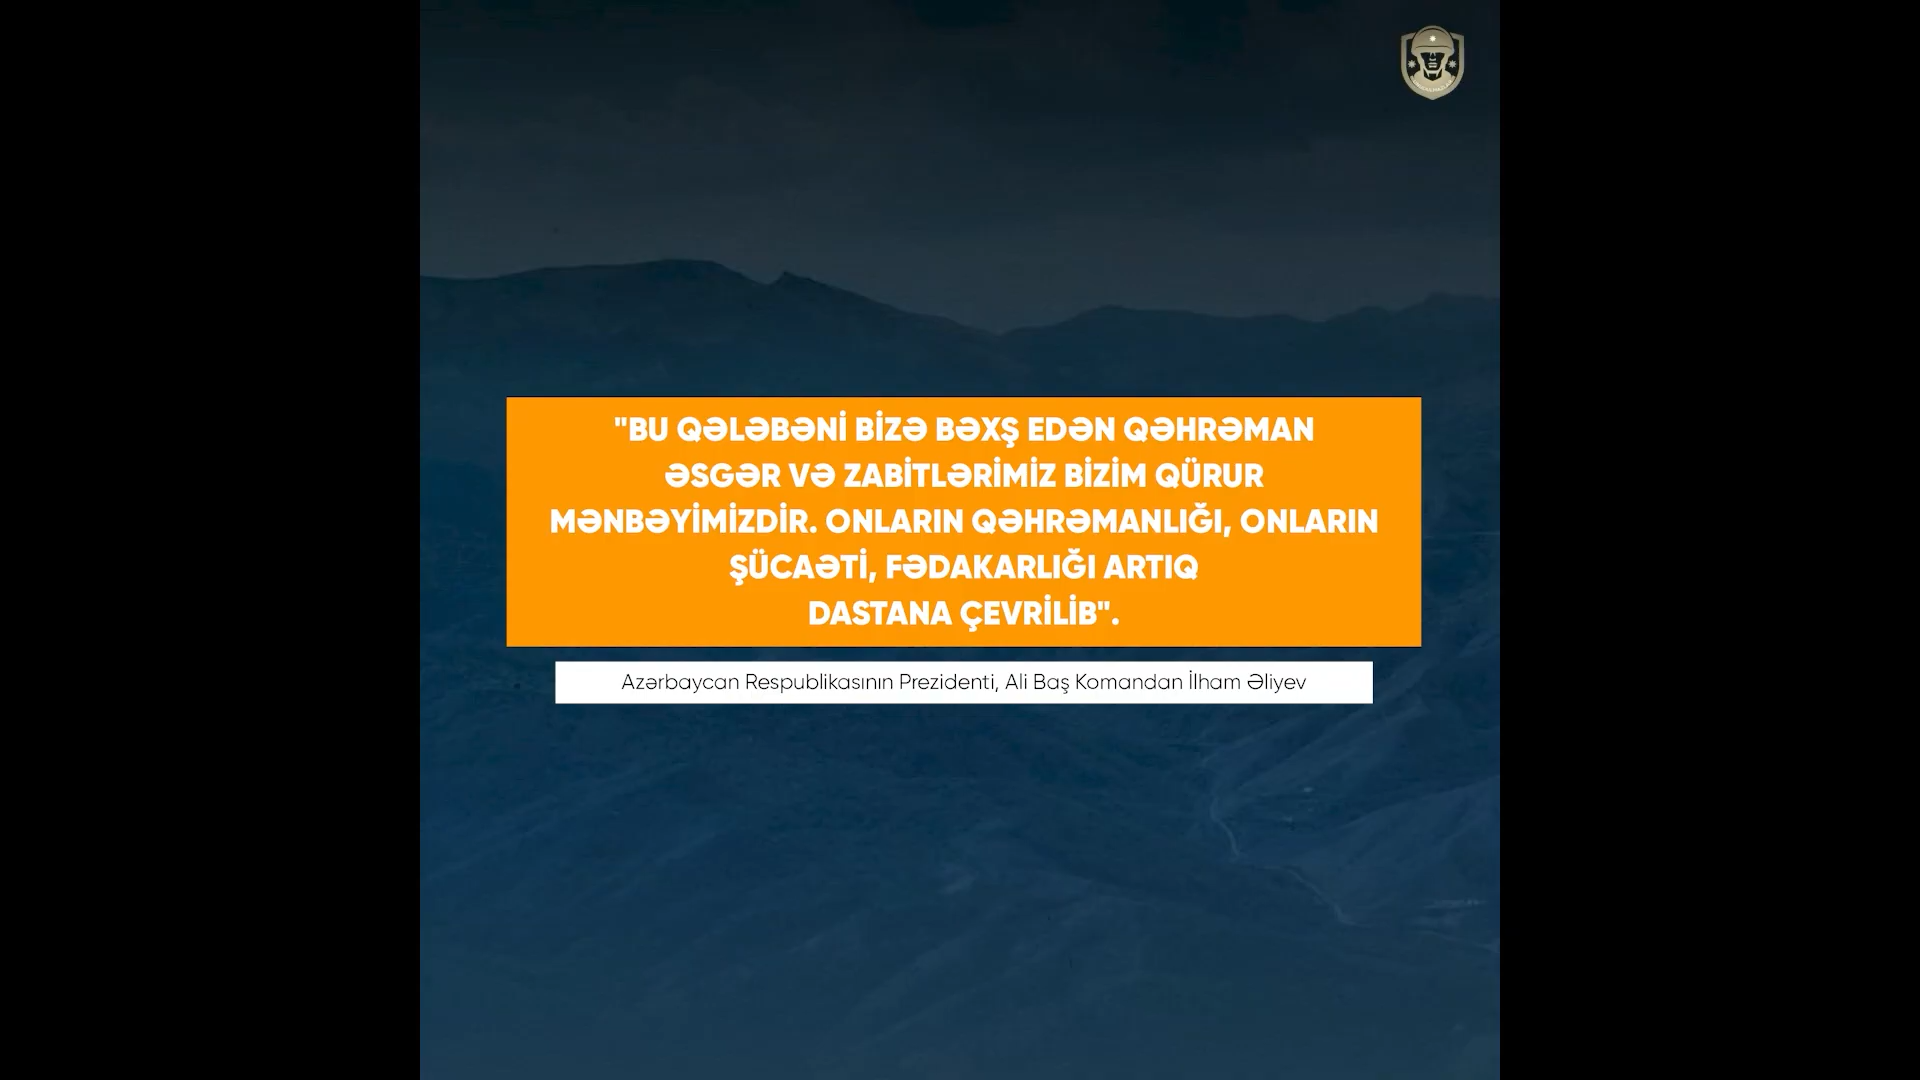 "BU QƏLƏBƏNİ BİZƏ BƏXŞ EDƏN QƏHRƏMAN
ƏSGƏR VƏ ZABİTLƏRİMİZ BİZİM QÜRUR
MƏNBƏYİMİZDİR. ONLARIN QƏHRƏMANLIĞI, ONLARIN
ŞÜCAƏTİ, FƏDAKARLIĞI ARTIQ
DASTANA ÇEVRİLİB".
Azərbaycan Respublikasının Prezidenti, Ali Baş Komandan İlham Əliyev